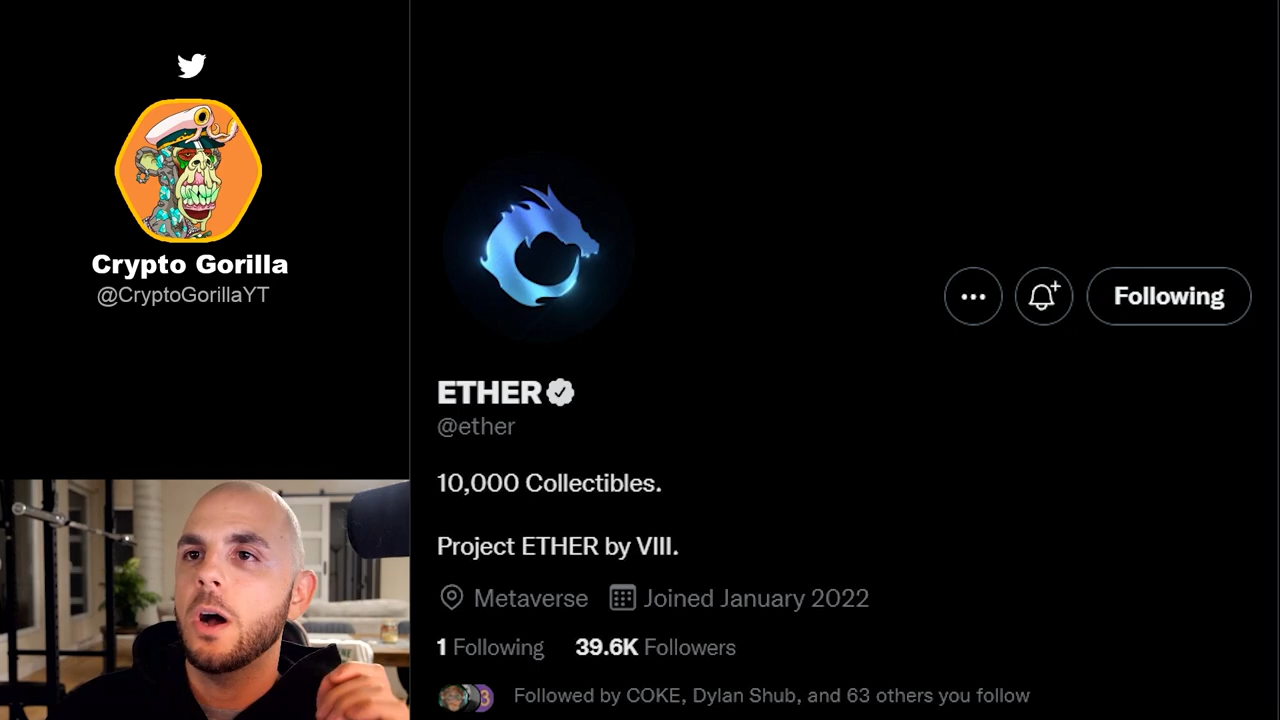 Crypto Gorilla
@CryptoGorillaYT
Following
ETHER
@ether
10,000 Collectibles.
Project ETHER by VIII.
Metaverse Joined January 2022
1 Following 39.6K Followers
Followed by COKE, Dylan Shub, and 63 others you follow